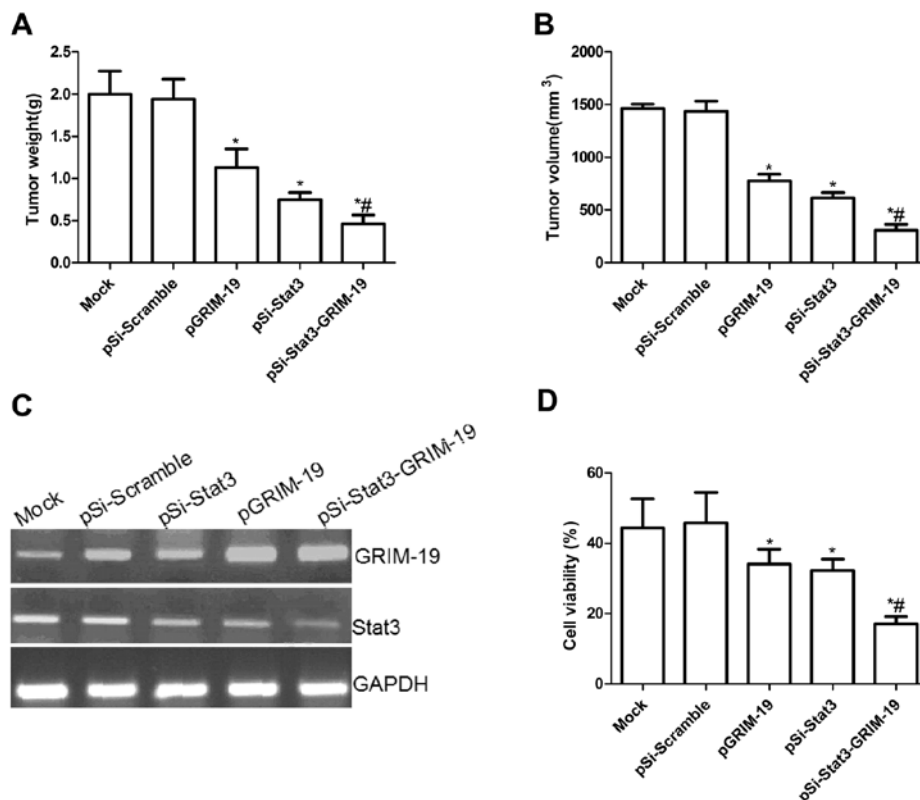 A
Tumor weight(g)
2.5
2.0
1.5
1.0
0.5
0.0
*
*
*#
Mock
pSi-Scramble
pGRIM-19
pSi-Stat3
pSi-Stat3-GRIM-19
B
Tumor volume(mm³)
2000
1500
1000
500
0
*
*
*#
Mock
pSi-Scramble
pGRIM-19
pSi-Stat3
pSi-Stat3-GRIM-19
C
Mock
pSi-Scramble
pSi-Stat3
pGRIM-19
pSi-Stat3-GRIM-19
GRIM-19
Stat3
GAPDH
D
Cell viability (%)
60
40
20
0
*
*
*#
Mock
pSi-Scramble
pGRIM-19
pSi-Stat3
pSi-Stat3-GRIM-19